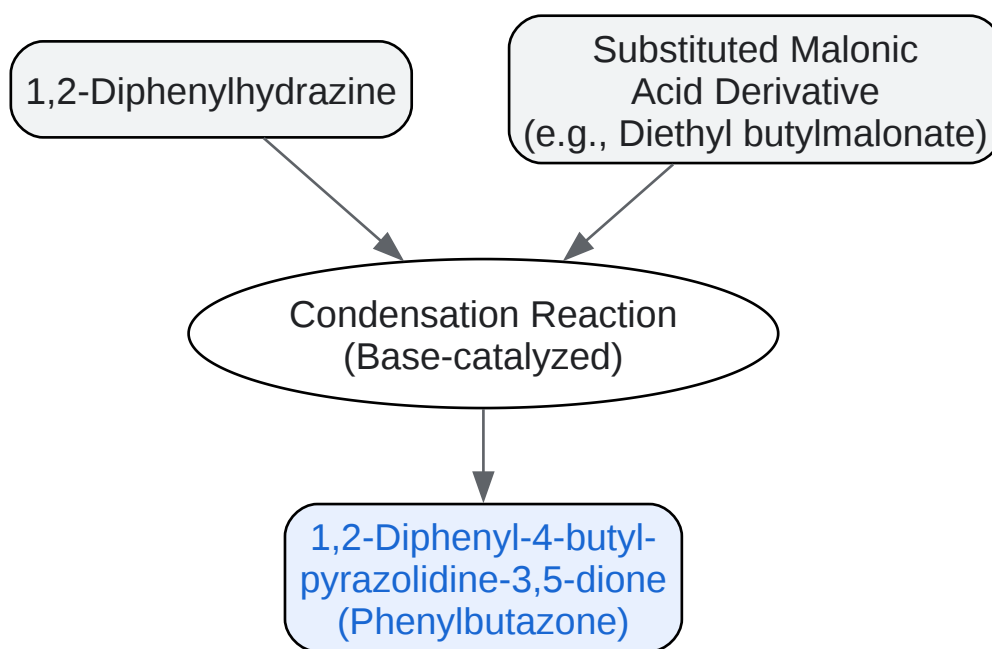 1,2-Diphenylhydrazine
Substituted Malonic
Acid Derivative
(e.g., Diethyl butylmalonate)
Condensation Reaction
(Base-catalyzed)
1,2-Diphenyl-4-butyl-
pyrazolidine-3,5-dione
(Phenylbutazone)